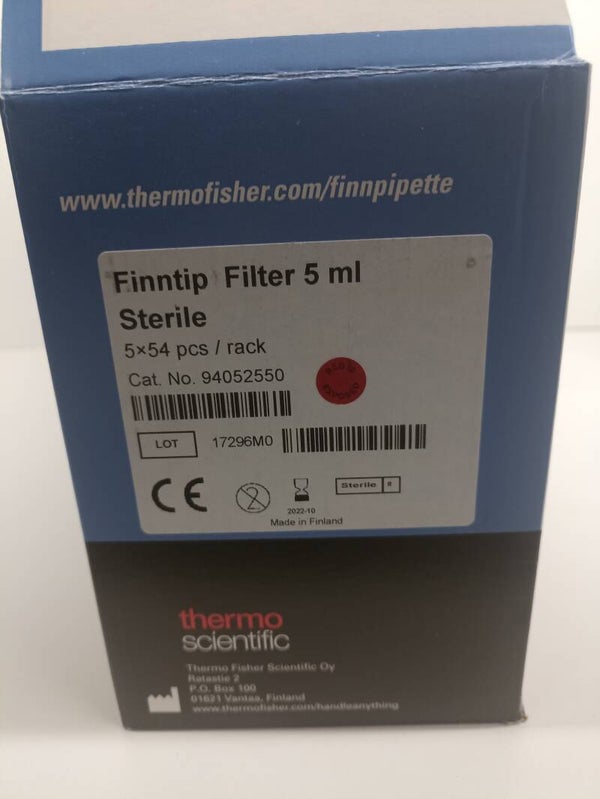 www.thermofisher.com/finnpipette
Finntip Filter 5 ml
Sterile
5×54 pcs / rack
Cat. No. 94052550
EXPOSED
LOT
17296M0
CE
2
Sterile R
2022-10
Made in Finland
thermo
scientific
Thermo Fisher Scientific Oy
Ratastie 2
P.O. Box 100
01621 Vantaa, Finland
www.thermofisher.com/handleanything